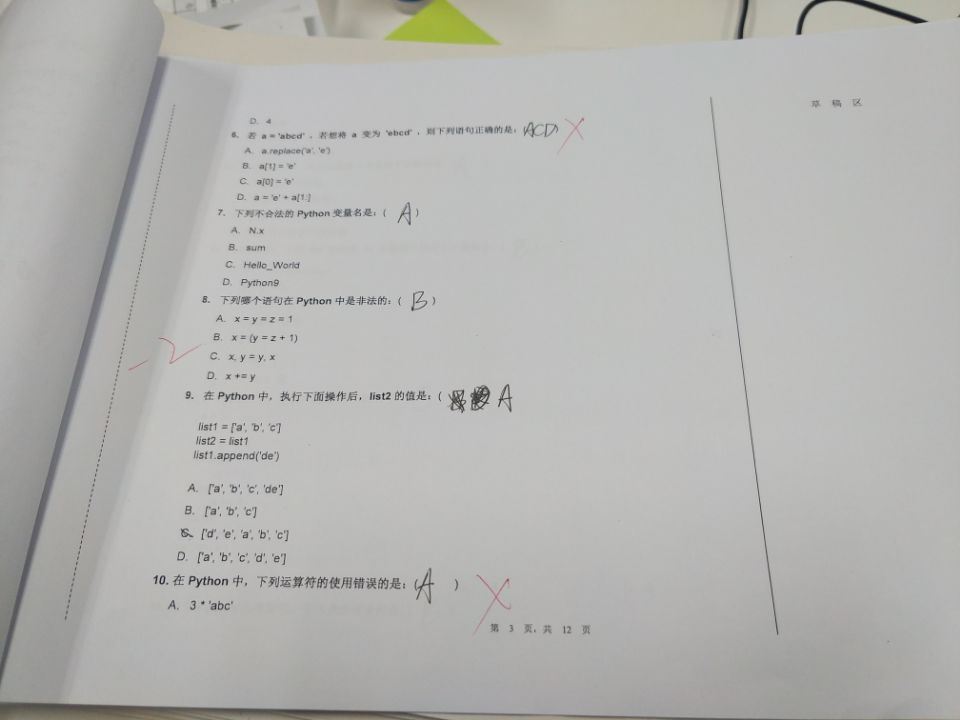 草 稿 区
D. 4
6. 若 a = 'abcd' ，若想将 a 变为 'ebcd' ，则下列语句正确的是：(ACD)
A. a.replace('a', 'e')
B. a[1] = 'e'
C. a[0] = 'e'
D. a = 'e' + a[1:]
7. 下列不合法的 Python 变量名是：( A )
A. N.x
B. sum
C. Hello_World
D. Python9
8. 下列哪个语句在 Python 中是非法的：( B )
A. x = y = z = 1
B. x = (y = z + 1)
C. x, y = y, x
-2
D. x += y
9. 在 Python 中，执行下面操作后，list2 的值是：( A
list1 = ['a', 'b', 'c']
list2 = list1
list1.append('de')
A. ['a', 'b', 'c', 'de']
B. ['a', 'b', 'c']
C. ['d', 'e', 'a', 'b', 'c']
D. ['a', 'b', 'c', 'd', 'e']
10. 在 Python 中，下列运算符的使用错误的是：( A )
A. 3 * 'abc'
第 3 页，共 12 页